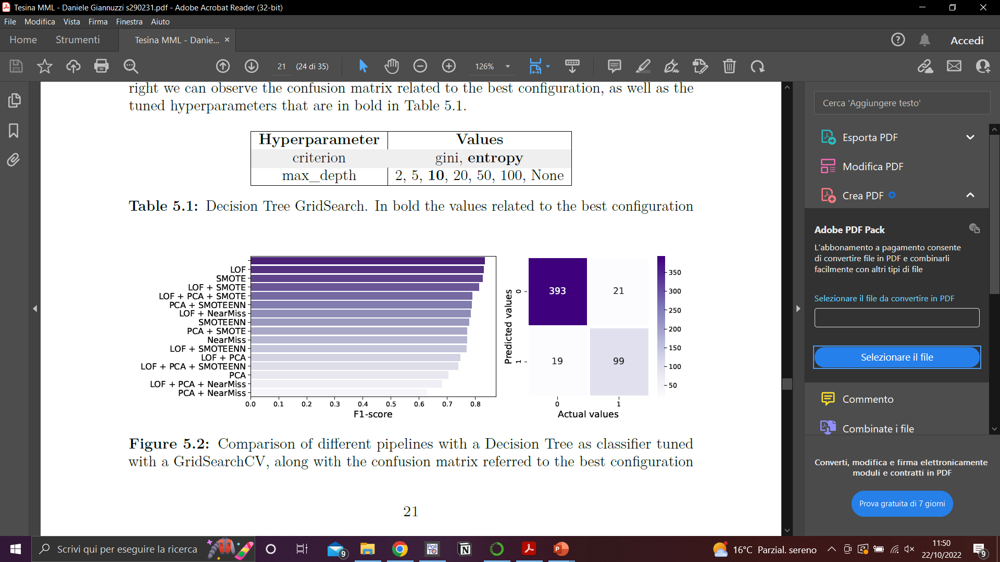 Tesina MML - Daniele Giannuzzi s290231.pdf - Adobe Acrobat Reader (32-bit)
File Modifica Vista Firma Finestra Aiuto
Home Strumenti Tesina MML - Danie... × Accedi
21 (24 di 35) 126%
right we can observe the confusion matrix related to the best configuration, as well as the
tuned hyperparameters that are in bold in Table 5.1.
Hyperparameter Values
criterion gini, entropy
max_depth 2, 5, 10, 20, 50, 100, None
Table 5.1: Decision Tree GridSearch. In bold the values related to the best configuration
LOF
SMOTE
LOF + SMOTE
LOF + PCA + SMOTE
PCA + SMOTEENN
LOF + NearMiss
SMOTEENN
PCA + SMOTE
NearMiss
LOF + SMOTEENN
LOF + PCA
LOF + PCA + SMOTEENN
PCA
LOF + PCA + NearMiss
PCA + NearMiss
0.0 0.1 0.2 0.3 0.4 0.5 0.6 0.7 0.8
F1-score
Predicted values
0
1
393 21
19 99
0 1
Actual values
350
300
250
200
150
100
50
Figure 5.2: Comparison of different pipelines with a Decision Tree as classifier tuned
with a GridSearchCV, along with the confusion matrix referred to the best configuration
21
Cerca 'Aggiungere testo'
Esporta PDF
Modifica PDF
Crea PDF
Adobe PDF Pack
L'abbonamento a pagamento consente
di convertire file in PDF e combinarli
facilmente con altri tipi di file
Selezionare il file da convertire in PDF
Selezionare il file
Commento
Combinate i file
Converti, modifica e firma elettronicamente
moduli e contratti in PDF
Prova gratuita di 7 giorni
Scrivi qui per eseguire la ricerca
9
Poli
TO
N
P
16°C Parzial. sereno
11:50
22/10/2022
9